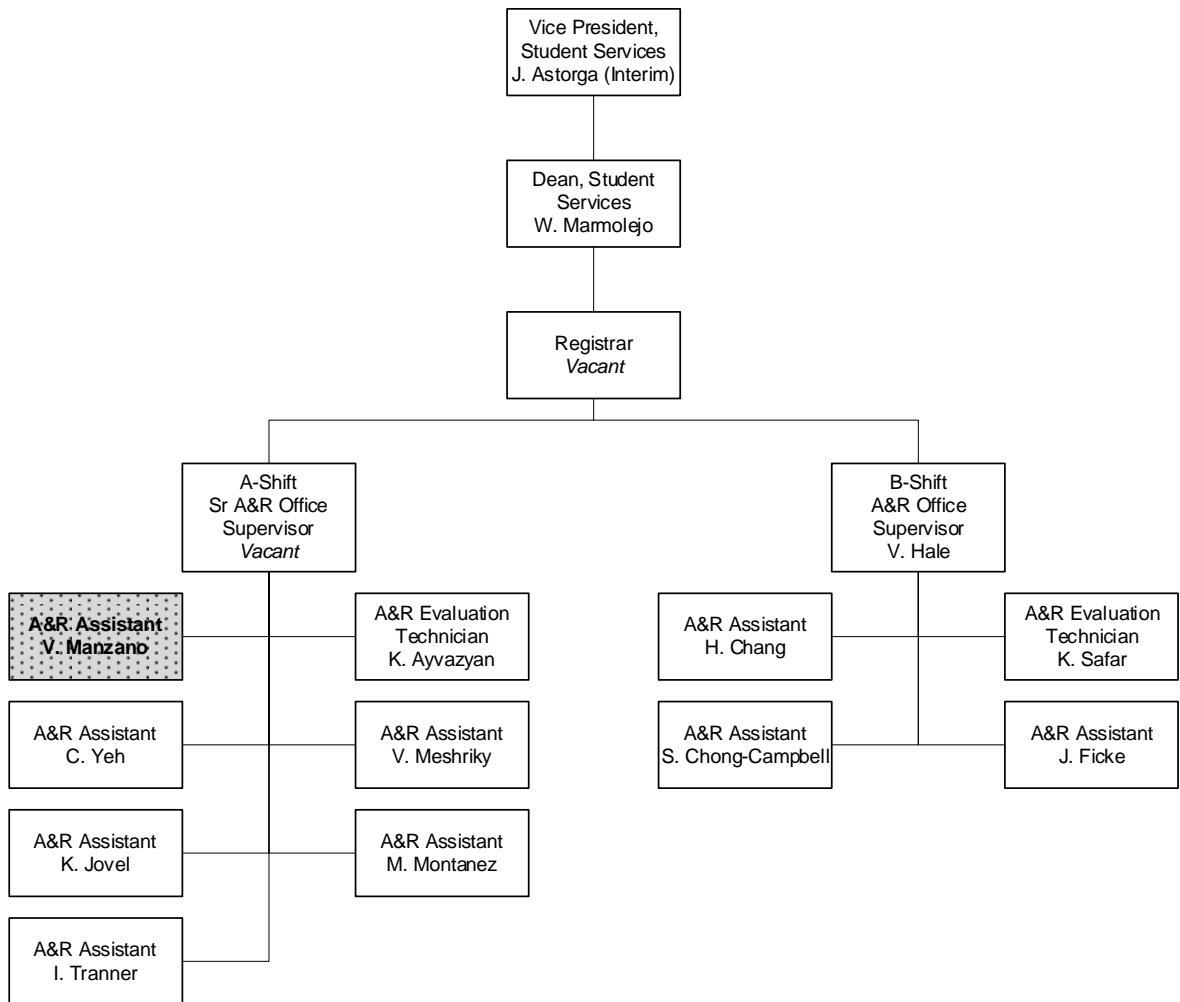 Vice President,
Student Services
J. Astorga (Interim)
Dean, Student
Services
W. Marmolejo
Registrar
Vacant
A-Shift
Sr A&R Office
Supervisor
Vacant
B-Shift
A&R Office
Supervisor
V. Hale
A&R Assistant
V. Manzano
A&R Evaluation
Technician
K. Ayvazyan
A&R Assistant
H. Chang
A&R Evaluation
Technician
K. Safar
A&R Assistant
C. Yeh
A&R Assistant
V. Meshriky
A&R Assistant
S. Chong-Campbell
A&R Assistant
J. Ficke
A&R Assistant
K. Jovel
A&R Assistant
M. Montanez
A&R Assistant
I. Tranner